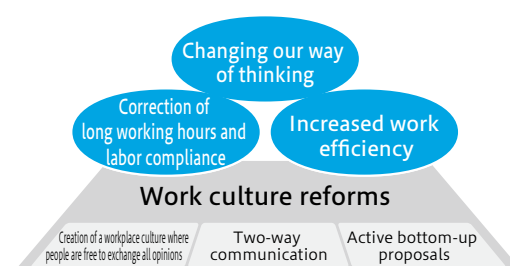 Changing our way
of thinking
Correction of
long working hours and
labor compliance
Increased work
efficiency
Work culture reforms
Creation of a workplace culture where
people are free to exchange all opinions
Two-way
communication
Active bottom-up
proposals